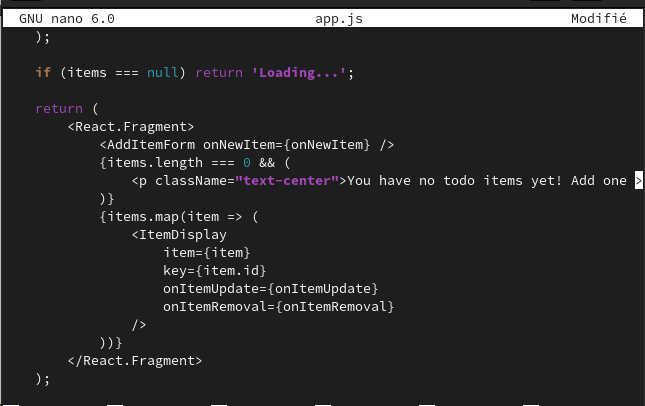 GNU nano 6.0 app.js Modifié
);
if (items === null) return 'Loading...';
return (
<React.Fragment>
<AddItemForm onNewItem={onNewItem} />
{items.length === 0 && (
<p className="text-center">You have no todo items yet! Add one >
)}
{items.map(item => (
<ItemDisplay
item={item}
key={item.id}
onItemUpdate={onItemUpdate}
onItemRemoval={onItemRemoval}
/>
))}
</React.Fragment>
);